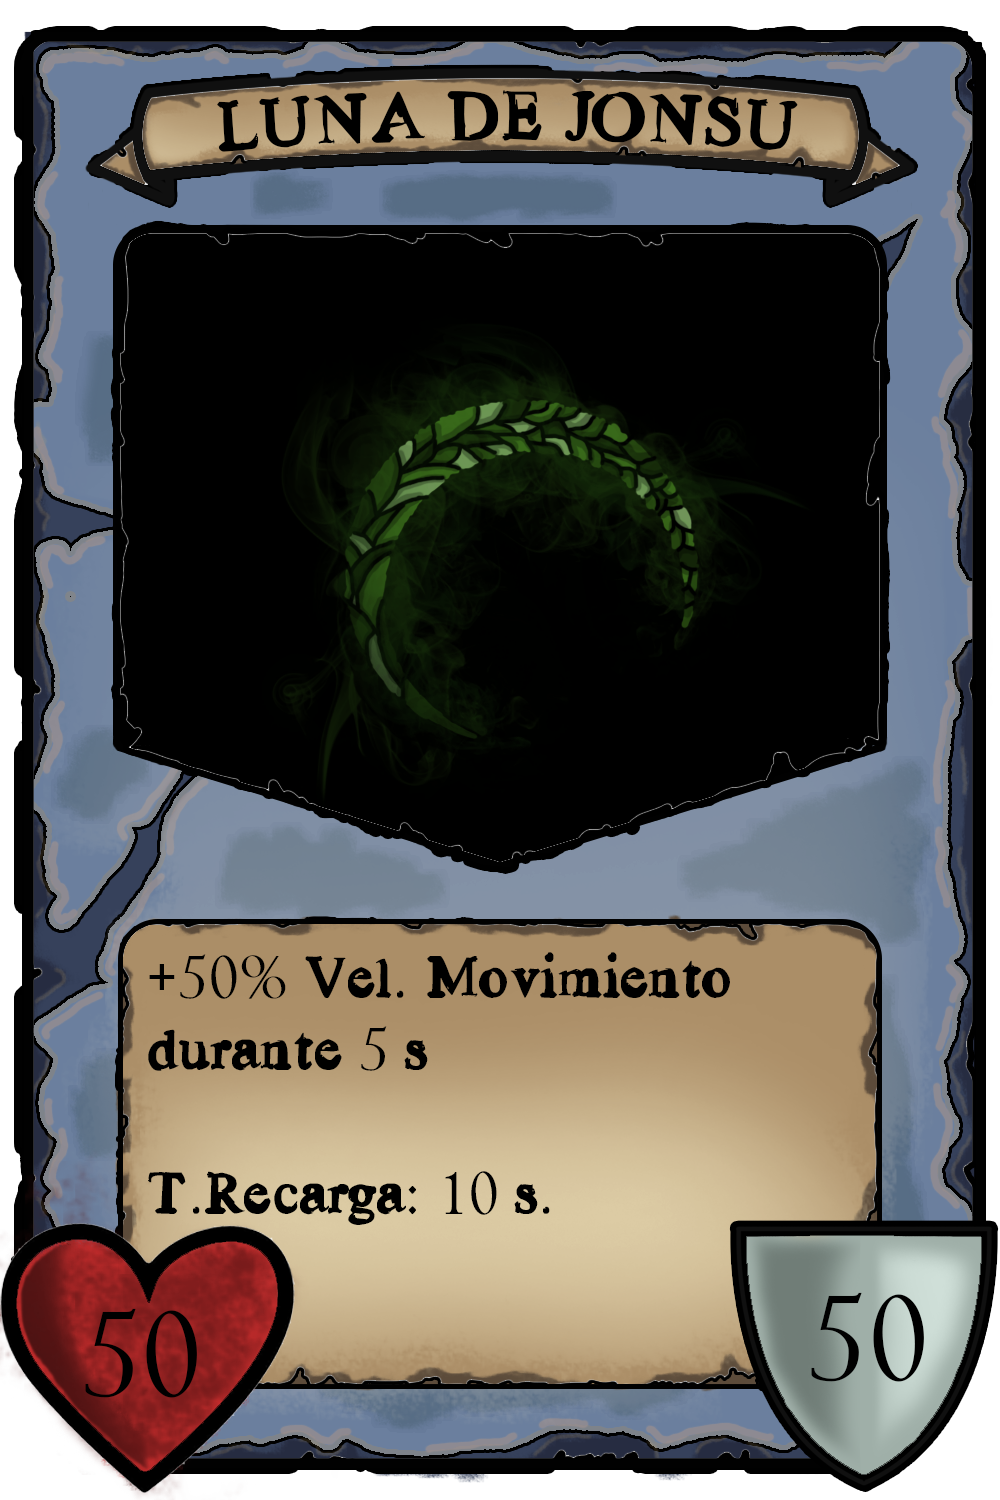 LUNA DE JONSU
+50% Vel. Movimiento
durante 5 s
T.Recarga: 10 s.
50
50